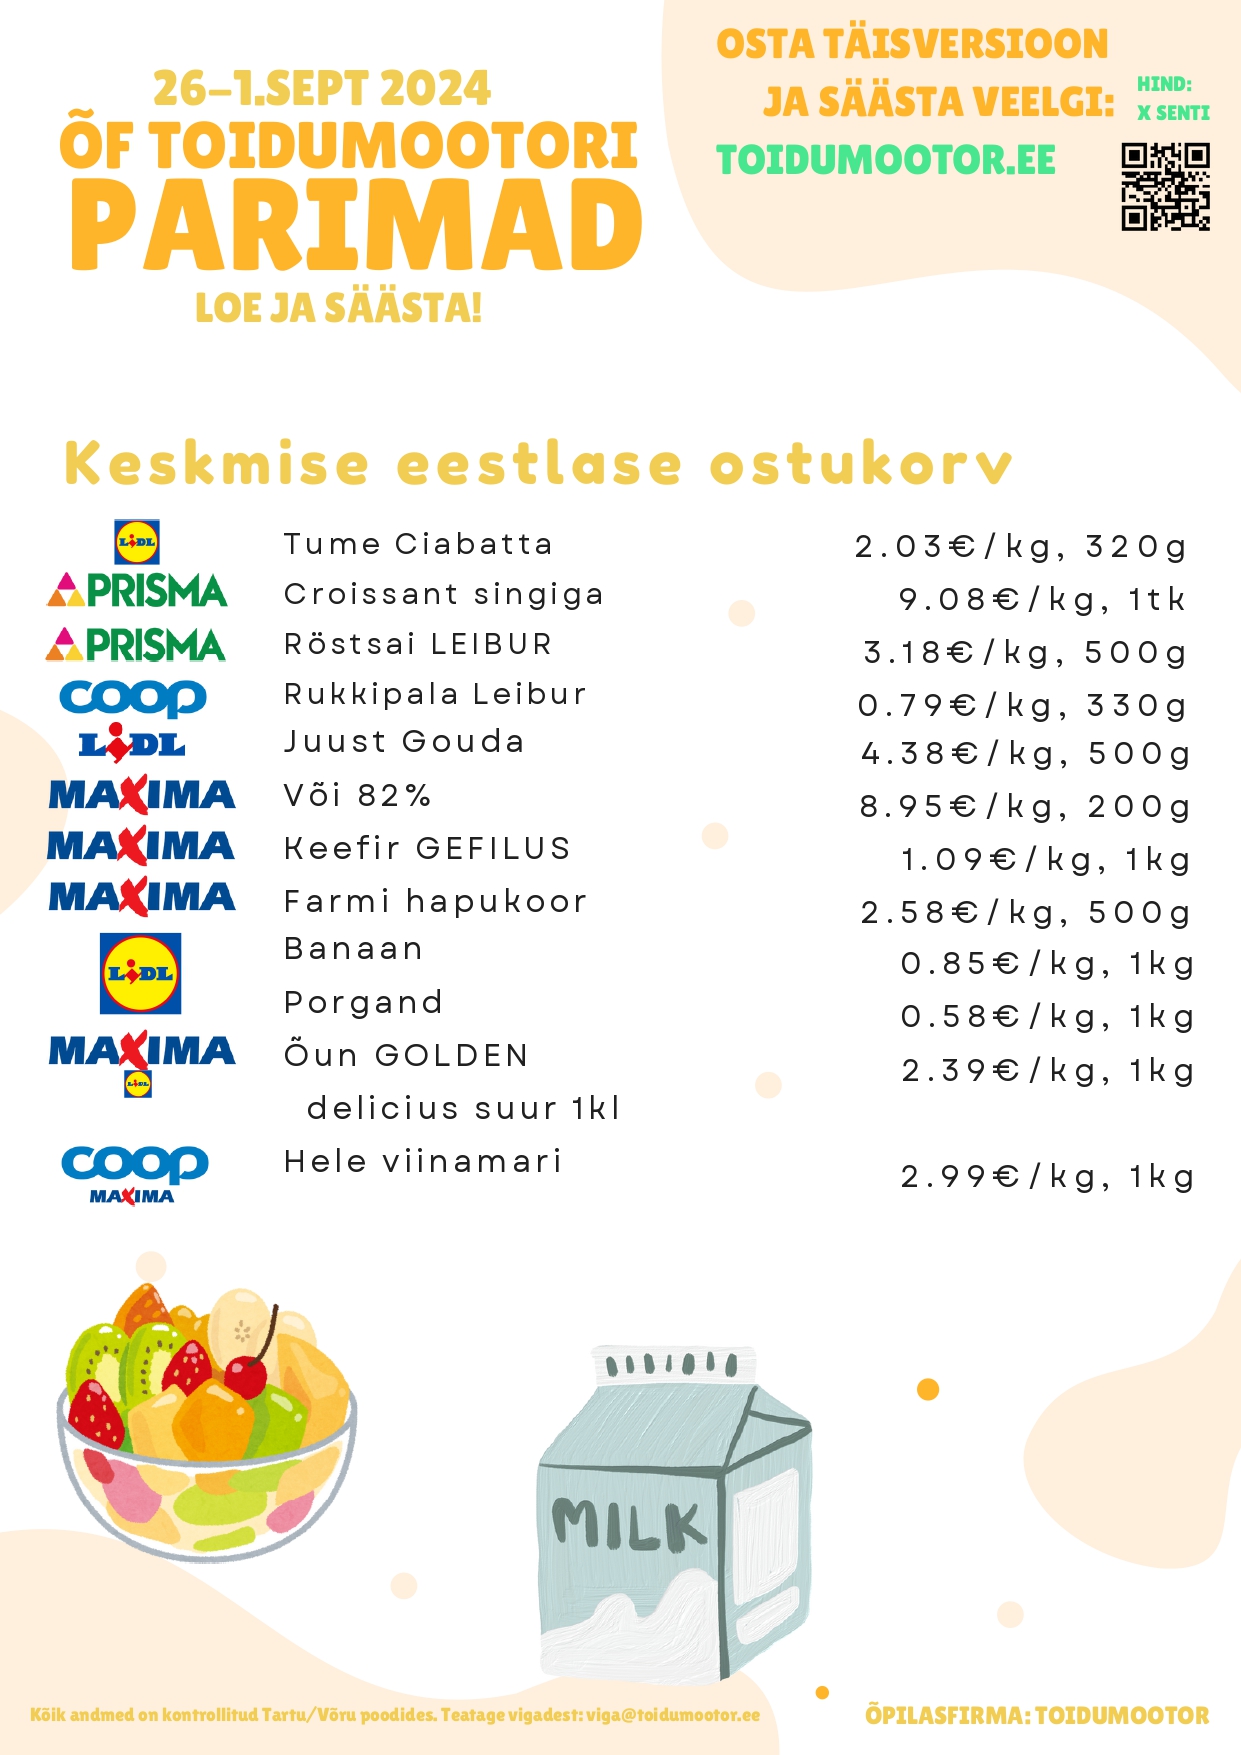 26-1.SEPT 2024
ÕF TOIDUMOOTORI
PARIMAD
LOE JA SÄÄSTA!
OSTA TÄISVERSIOON
JA SÄÄSTA VEELGI:
TOIDUMOOTOR.EE
HIND:
X SENTI
Keskmise eestlase ostukorv
LIDL Tume Ciabatta 2.03€/kg, 320g
PRISMA Croissant singiga 9.08€/kg, 1tk
PRISMA Röstsai LEIBUR 3.18€/kg, 500g
coop Rukkipala Leibur 0.79€/kg, 330g
LIDL Juust Gouda 4.38€/kg, 500g
MAXIMA Või 82% 8.95€/kg, 200g
MAXIMA Keefir GEFILUS 1.09€/kg, 1kg
MAXIMA Farmi hapukoor 2.58€/kg, 500g
LIDL Banaan 0.85€/kg, 1kg
Porgand 0.58€/kg, 1kg
MAXIMA Õun GOLDEN 2.39€/kg, 1kg
LIDL delicius suur 1kl
coop Hele viinamari 2.99€/kg, 1kg
MAXIMA
MILK
Kõik andmed on kontrollitud Tartu/Võru poodides. Teatage vigadest: viga@toidumootor.ee
ÕPILASFIRMA: TOIDUMOOTOR